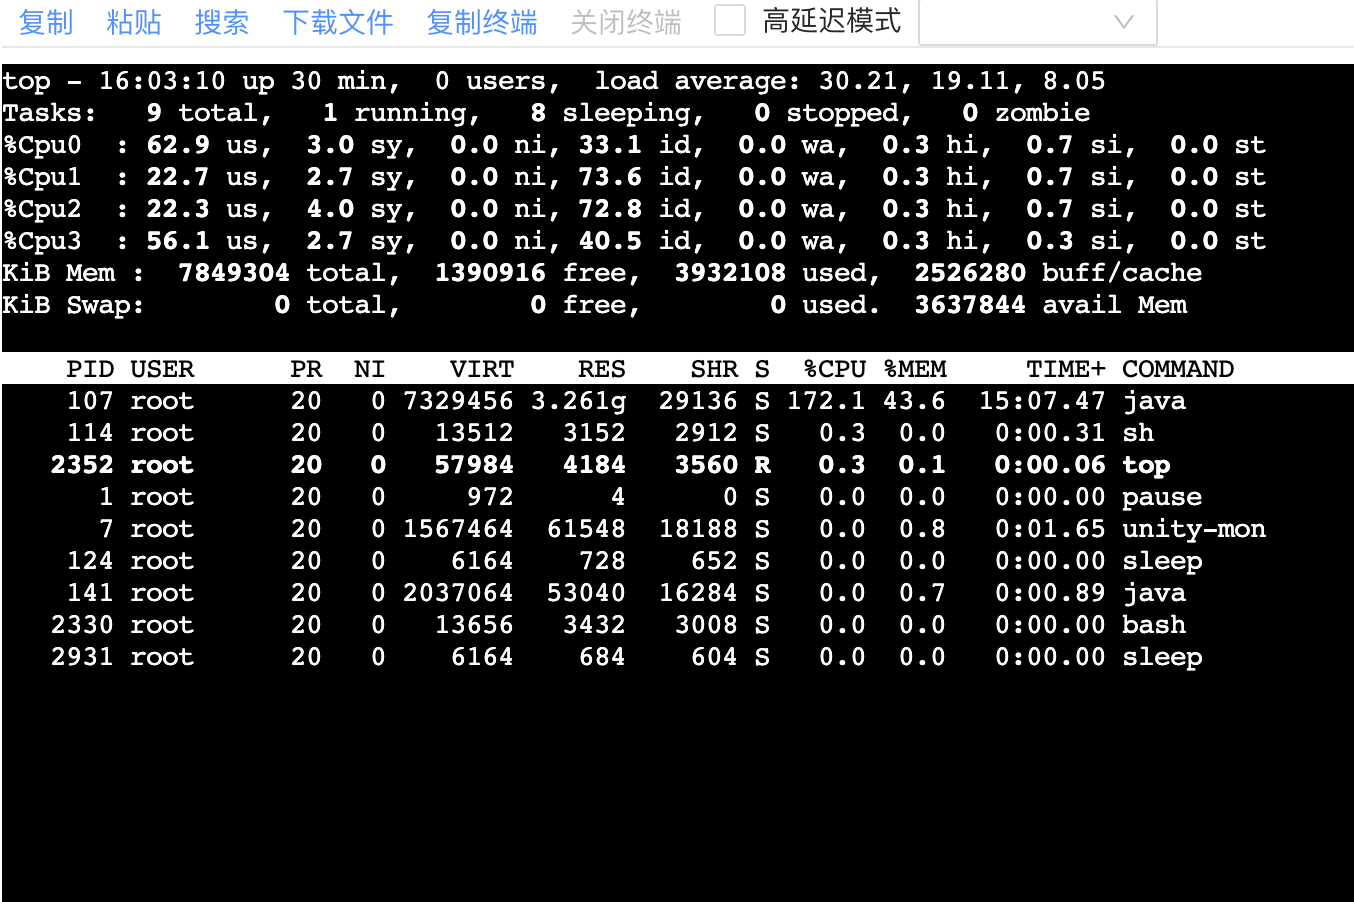 复制 粘贴 搜索 下载文件 复制终端 关闭终端 高延迟模式
top - 16:03:10 up 30 min,  0 users,  load average: 30.21, 19.11, 8.05
Tasks:   9 total,   1 running,   8 sleeping,   0 stopped,   0 zombie
%Cpu0  : 62.9 us,  3.0 sy,  0.0 ni, 33.1 id,  0.0 wa,  0.3 hi,  0.7 si,  0.0 st
%Cpu1  : 22.7 us,  2.7 sy,  0.0 ni, 73.6 id,  0.0 wa,  0.3 hi,  0.7 si,  0.0 st
%Cpu2  : 22.3 us,  4.0 sy,  0.0 ni, 72.8 id,  0.0 wa,  0.3 hi,  0.7 si,  0.0 st
%Cpu3  : 56.1 us,  2.7 sy,  0.0 ni, 40.5 id,  0.0 wa,  0.3 hi,  0.3 si,  0.0 st
KiB Mem :  7849304 total,  1390916 free,  3932108 used,  2526280 buff/cache
KiB Swap:        0 total,        0 free,        0 used.  3637844 avail Mem
PID USER      PR  NI    VIRT    RES    SHR S  %CPU %MEM     TIME+ COMMAND
107 root      20   0 7329456 3.261g  29136 S 172.1 43.6  15:07.47 java
114 root      20   0   13512   3152   2912 S   0.3  0.0   0:00.31 sh
2352 root      20   0   57984   4184   3560 R   0.3  0.1   0:00.06 top
1 root      20   0     972      4      0 S   0.0  0.0   0:00.00 pause
7 root      20   0 1567464  61548  18188 S   0.0  0.8   0:01.65 unity-mon
124 root      20   0    6164    728    652 S   0.0  0.0   0:00.00 sleep
141 root      20   0 2037064  53040  16284 S   0.0  0.7   0:00.89 java
2330 root      20   0   13656   3432   3008 S   0.0  0.0   0:00.00 bash
2931 root      20   0    6164    684    604 S   0.0  0.0   0:00.00 sleep